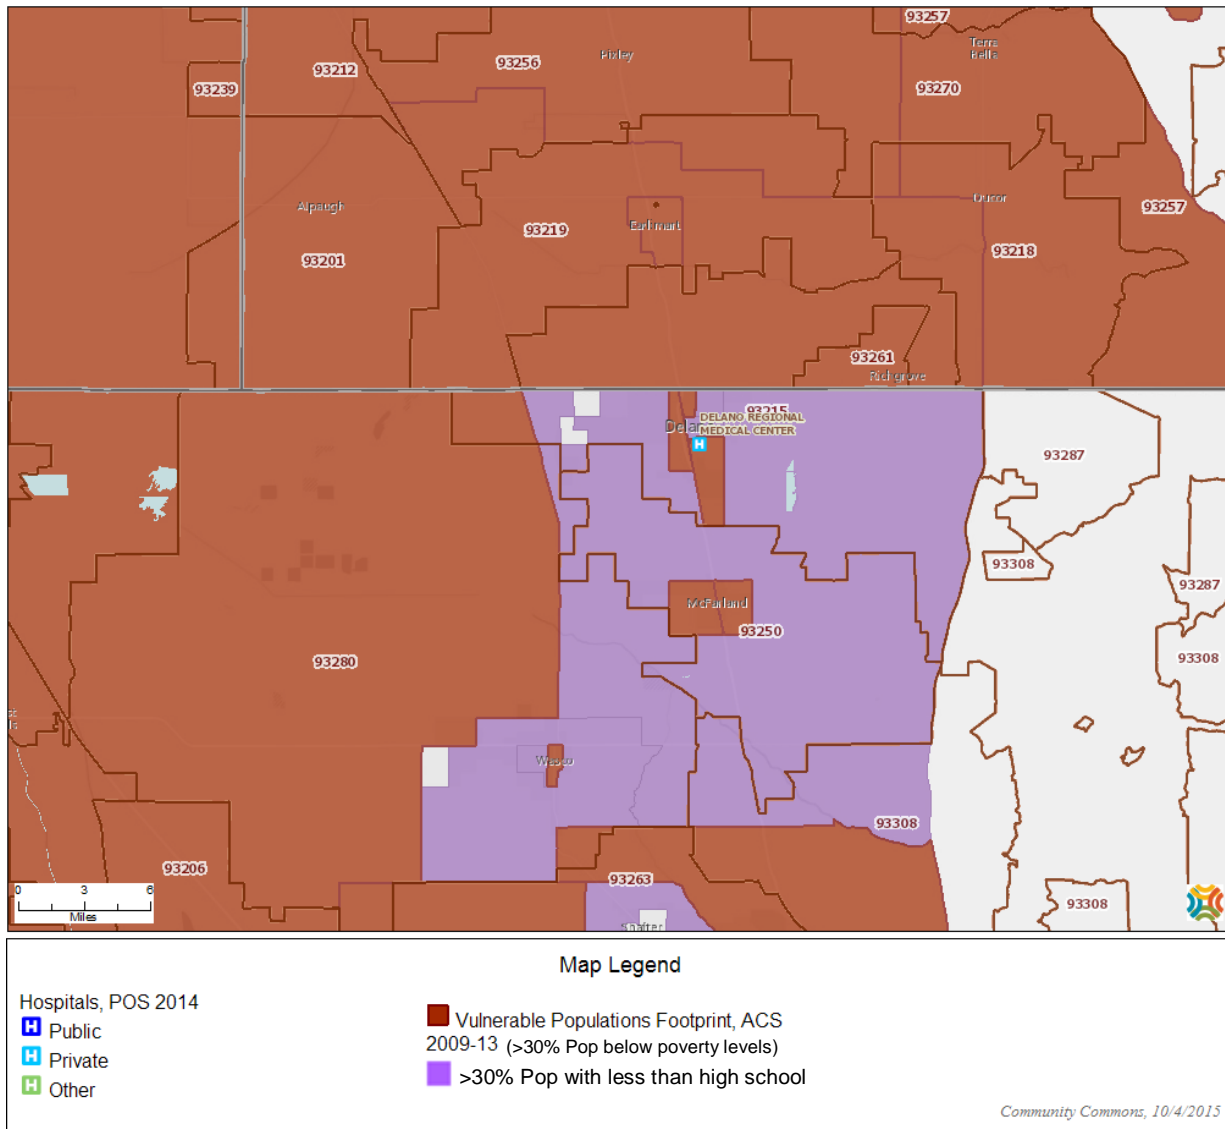 93257
Terra
Bella
Pixley
93256
93212
93239
93270
Alpaugh
Ducor
93257
Earlimart
93219
93218
93201
93261
Richgrove
93215
DELANO REGIONAL
MEDICAL CENTER
H
93287
93308
93287
McFarland
93250
93308
93280
Wasco
93308
93206
93263
0 3 6
Miles
93308
Shafter
Map Legend
Hospitals, POS 2014
H Public
H Private
H Other
Vulnerable Populations Footprint, ACS
2009-13 (>30% Pop below poverty levels)
>30% Pop with less than high school
Community Commons, 10/4/2015